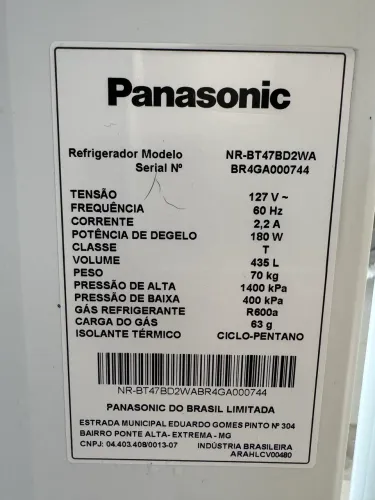 Panasonic
Refrigerador Modelo NR-BT47BD2WA
Serial Nº BR4GA000744
TENSÃO 127 V ~
FREQUÊNCIA 60 Hz
CORRENTE 2,2 A
POTÊNCIA DE DEGELO 180 W
CLASSE T
VOLUME 435 L
PESO 70 kg
PRESSÃO DE ALTA 1400 kPa
PRESSÃO DE BAIXA 400 kPa
GÁS REFRIGERANTE R600a
CARGA DO GÁS 63 g
ISOLANTE TÉRMICO CICLO-PENTANO
NR-BT47BD2WABR4GA000744
PANASONIC DO BRASIL LIMITADA
ESTRADA MUNICIPAL EDUARDO GOMES PINTO Nº 304
BAIRRO PONTE ALTA- EXTREMA - MG
CNPJ: 04.403.408/0013-07 INDÚSTRIA BRASILEIRA
ARAHLCV00480